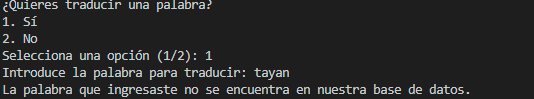 ¿Quieres traducir una palabra?
1. Sí
2. No
Selecciona una opción (1/2): 1
Introduce la palabra para traducir: tayan
La palabra que ingresaste no se encuentra en nuestra base de datos.